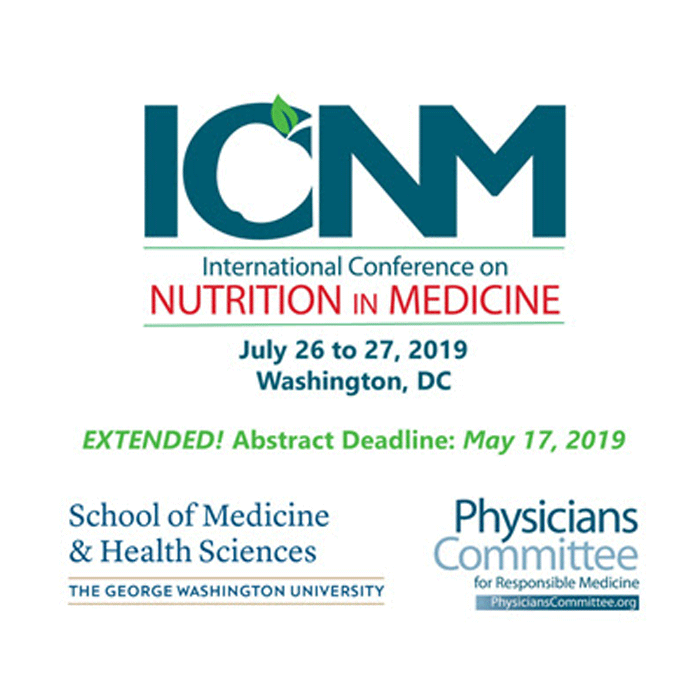 ICNM
International Conference on
NUTRITION IN MEDICINE
July 26 to 27, 2019
Washington, DC
EXTENDED! Abstract Deadline: May 17, 2019
School of Medicine
& Health Sciences
THE GEORGE WASHINGTON UNIVERSITY
Physicians
Committee
for Responsible Medicine
PhysiciansCommittee.org